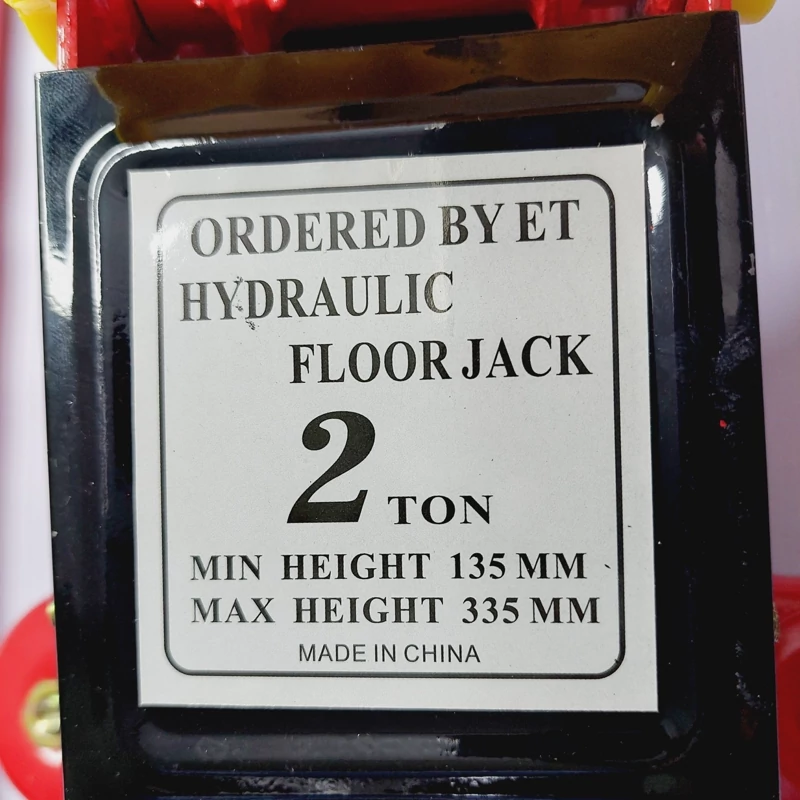 ORDERED BY ET
HYDRAULIC
FLOOR JACK
2 TON
MIN HEIGHT 135 MM
MAX HEIGHT 335 MM
MADE IN CHINA